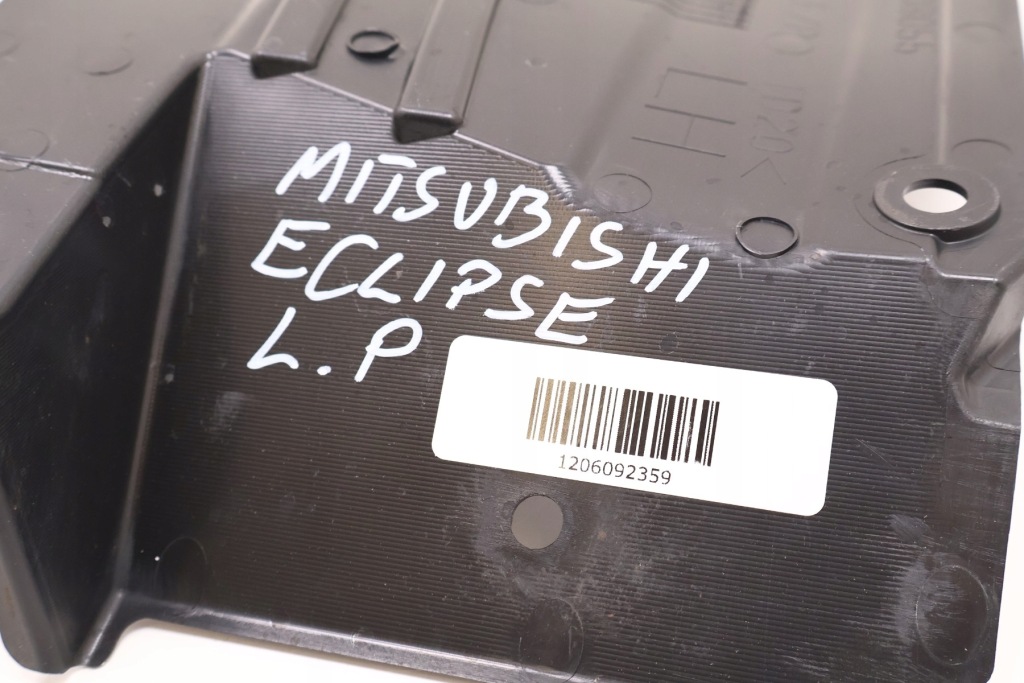 MITSUBISHI
ECLIPSE
L.P
1206092359
LH